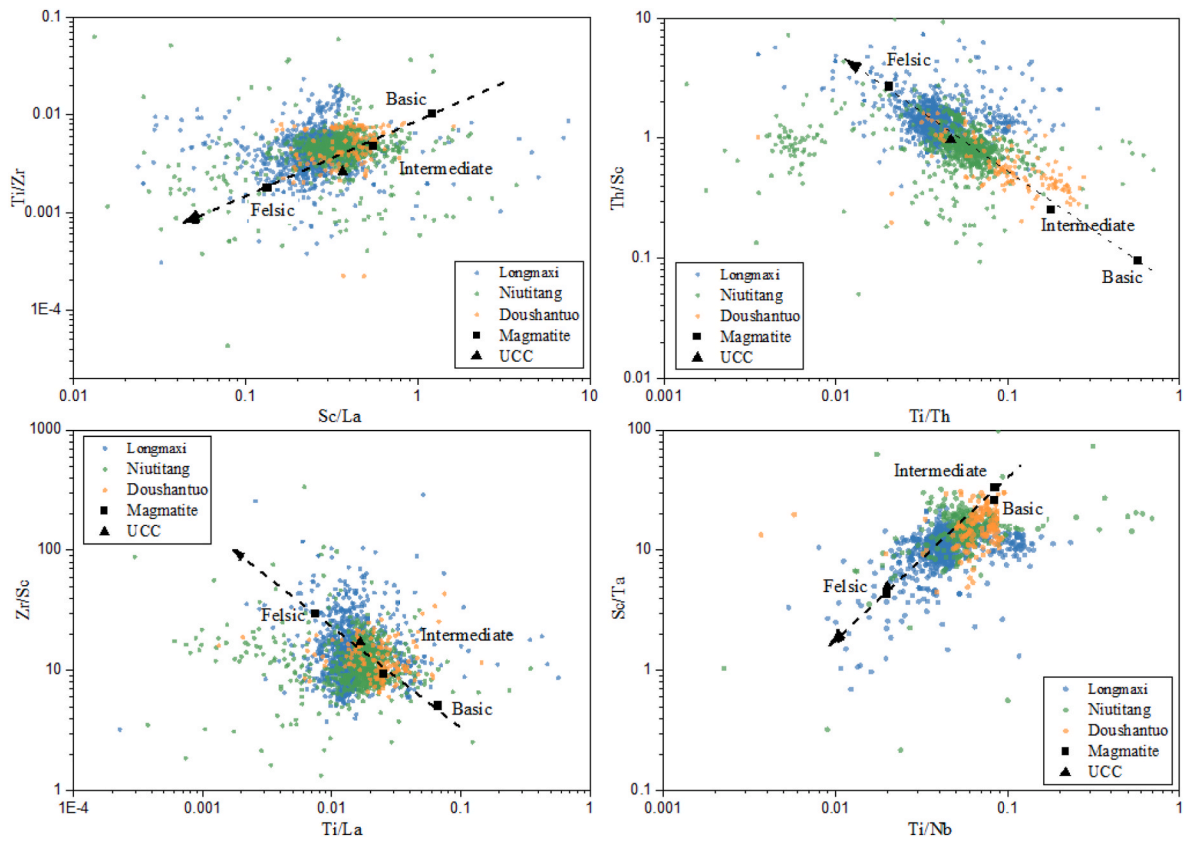 Ti/Zr
0.1
0.01
0.001
1E-4
Basic
Intermediate
Felsic
Longmaxi
Niutitang
Doushantuo
Magmatite
UCC
0.01 0.1 1 10
Sc/La
Th/Sc
10
1
0.1
0.01
Felsic
Intermediate
Basic
Longmaxi
Niutitang
Doushantuo
Magmatite
UCC
0.001 0.01 0.1 1
Ti/Th
Zr/Sc
1000
100
10
1
Longmaxi
Niutitang
Doushantuo
Magmatite
UCC
Felsic
Intermediate
Basic
1E-4 0.001 0.01 0.1 1
Ti/La
Sc/Ta
100
10
1
0.1
Intermediate
Basic
Felsic
Longmaxi
Niutitang
Doushantuo
Magmatite
UCC
0.001 0.01 0.1 1
Ti/Nb